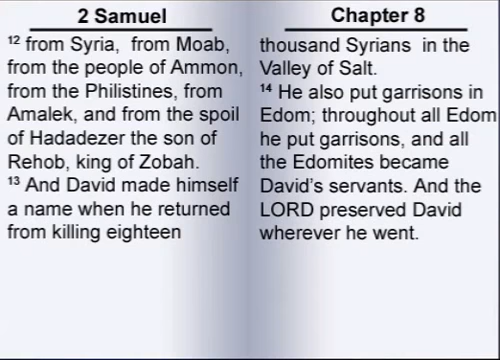 2 Samuel
12 from Syria, from Moab,
from the people of Ammon,
from the Philistines, from
Amalek, and from the spoil
of Hadadezer the son of
Rehob, king of Zobah.
13 And David made himself
a name when he returned
from killing eighteen
Chapter 8
thousand Syrians in the
Valley of Salt.
14 He also put garrisons in
Edom; throughout all Edom
he put garrisons, and all
the Edomites became
David’s servants. And the
LORD preserved David
wherever he went.